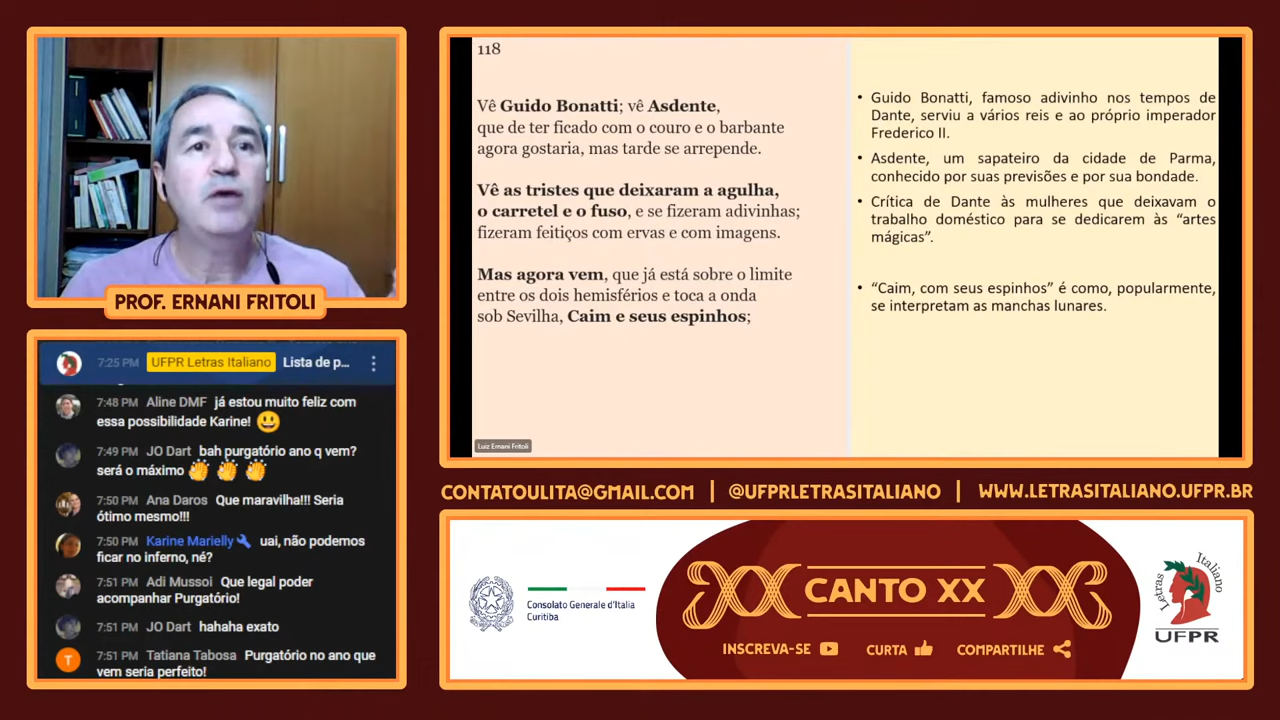 PROF. ERNANI FRITOLI
7:25 PM UFPR Letras Italiano Lista de p...
7:48 PM Aline DMF já estou muito feliz com
essa possibilidade Karine! 😃
7:49 PM JO Dart bah purgatório ano q vem?
será o máximo 👏 👏 👏
7:50 PM Ana Daros Que maravilha!!! Seria
ótimo mesmo!!!
7:50 PM Karine Marielly uai, não podemos
ficar no inferno, né?
7:51 PM Adi Mussoi Que legal poder
acompanhar Purgatório!
7:51 PM JO Dart hahaha exato
T
7:51 PM Tatiana Tabosa Purgatório no ano que
vem seria perfeito!
118
Vê Guido Bonatti; vê Asdente,
que de ter ficado com o couro e o barbante
agora gostaria, mas tarde se arrepende.
Vê as tristes que deixaram a agulha,
o carretel e o fuso, e se fizeram adivinhas;
fizeram feitiços com ervas e com imagens.
Mas agora vem, que já está sobre o limite
entre os dois hemisférios e toca a onda
sob Sevilha, Caim e seus espinhos;
Luiz Ernani Fritoli
• Guido Bonatti, famoso adivinho nos tempos de
Dante, serviu a vários reis e ao próprio imperador
Frederico II.
• Asdente, um sapateiro da cidade de Parma,
conhecido por suas previsões e por sua bondade.
• Crítica de Dante às mulheres que deixavam o
trabalho doméstico para se dedicarem às “artes
mágicas”.
• “Caim, com seus espinhos” é como, popularmente,
se interpretam as manchas lunares.
CONTATOULITA@GMAIL.COM | @UFPRLETRASITALIANO | WWW.LETRASITALIANO.UFPR.BR
Consolato Generale d'Italia
Curitiba
XX CANTO XX XX
INSCREVA-SE CURTA COMPARTILHE
Letras Italiano
UFPR